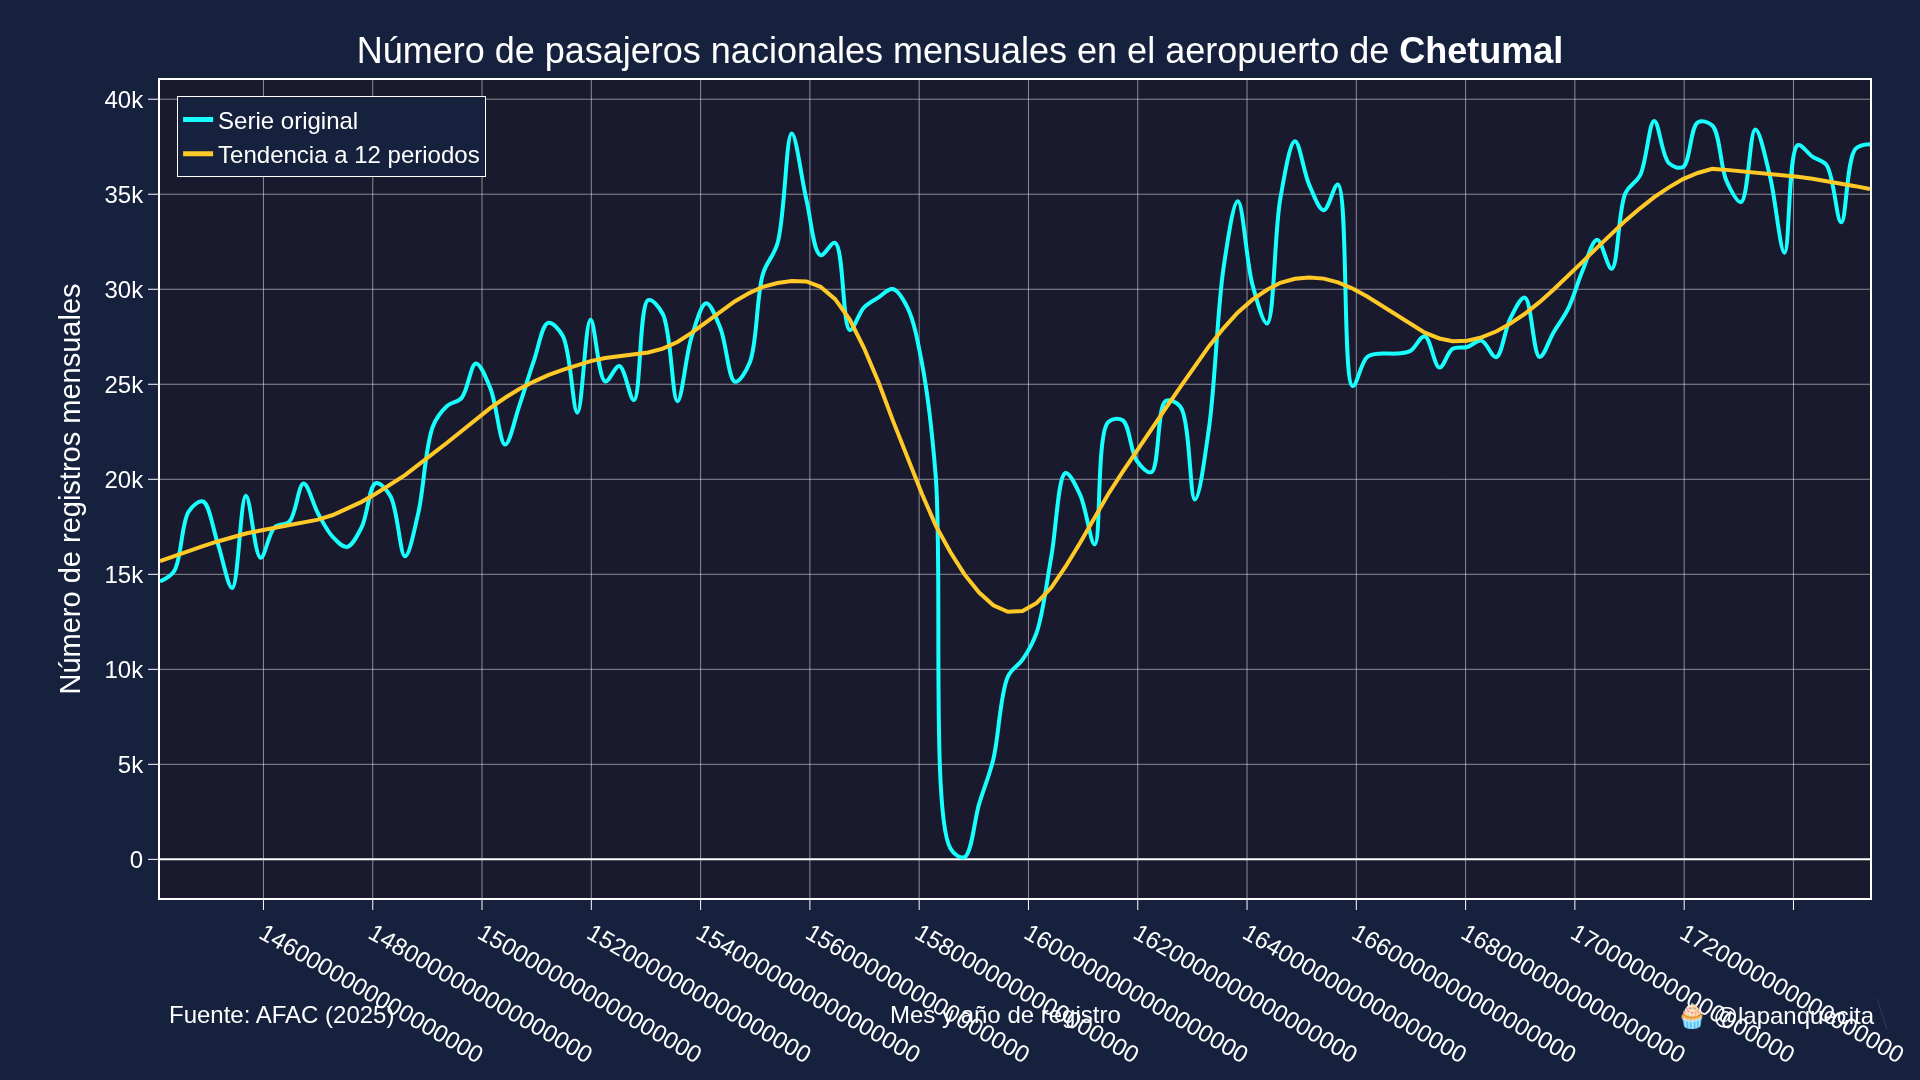 Número de pasajeros nacionales mensuales en el aeropuerto de Chetumal
Serie original
Tendencia a 12 periodos
Número de registros mensuales
40k
35k
30k
25k
20k
15k
10k
5k
0
1460000000000000000
1480000000000000000
1500000000000000000
1520000000000000000
1540000000000000000
1560000000000000000
1580000000000000000
1600000000000000000
1620000000000000000
1640000000000000000
1660000000000000000
1680000000000000000
1700000000000000000
1720000000000000000
Fuente: AFAC (2025)
Mes y año de registro
🧁 @lapanquecita